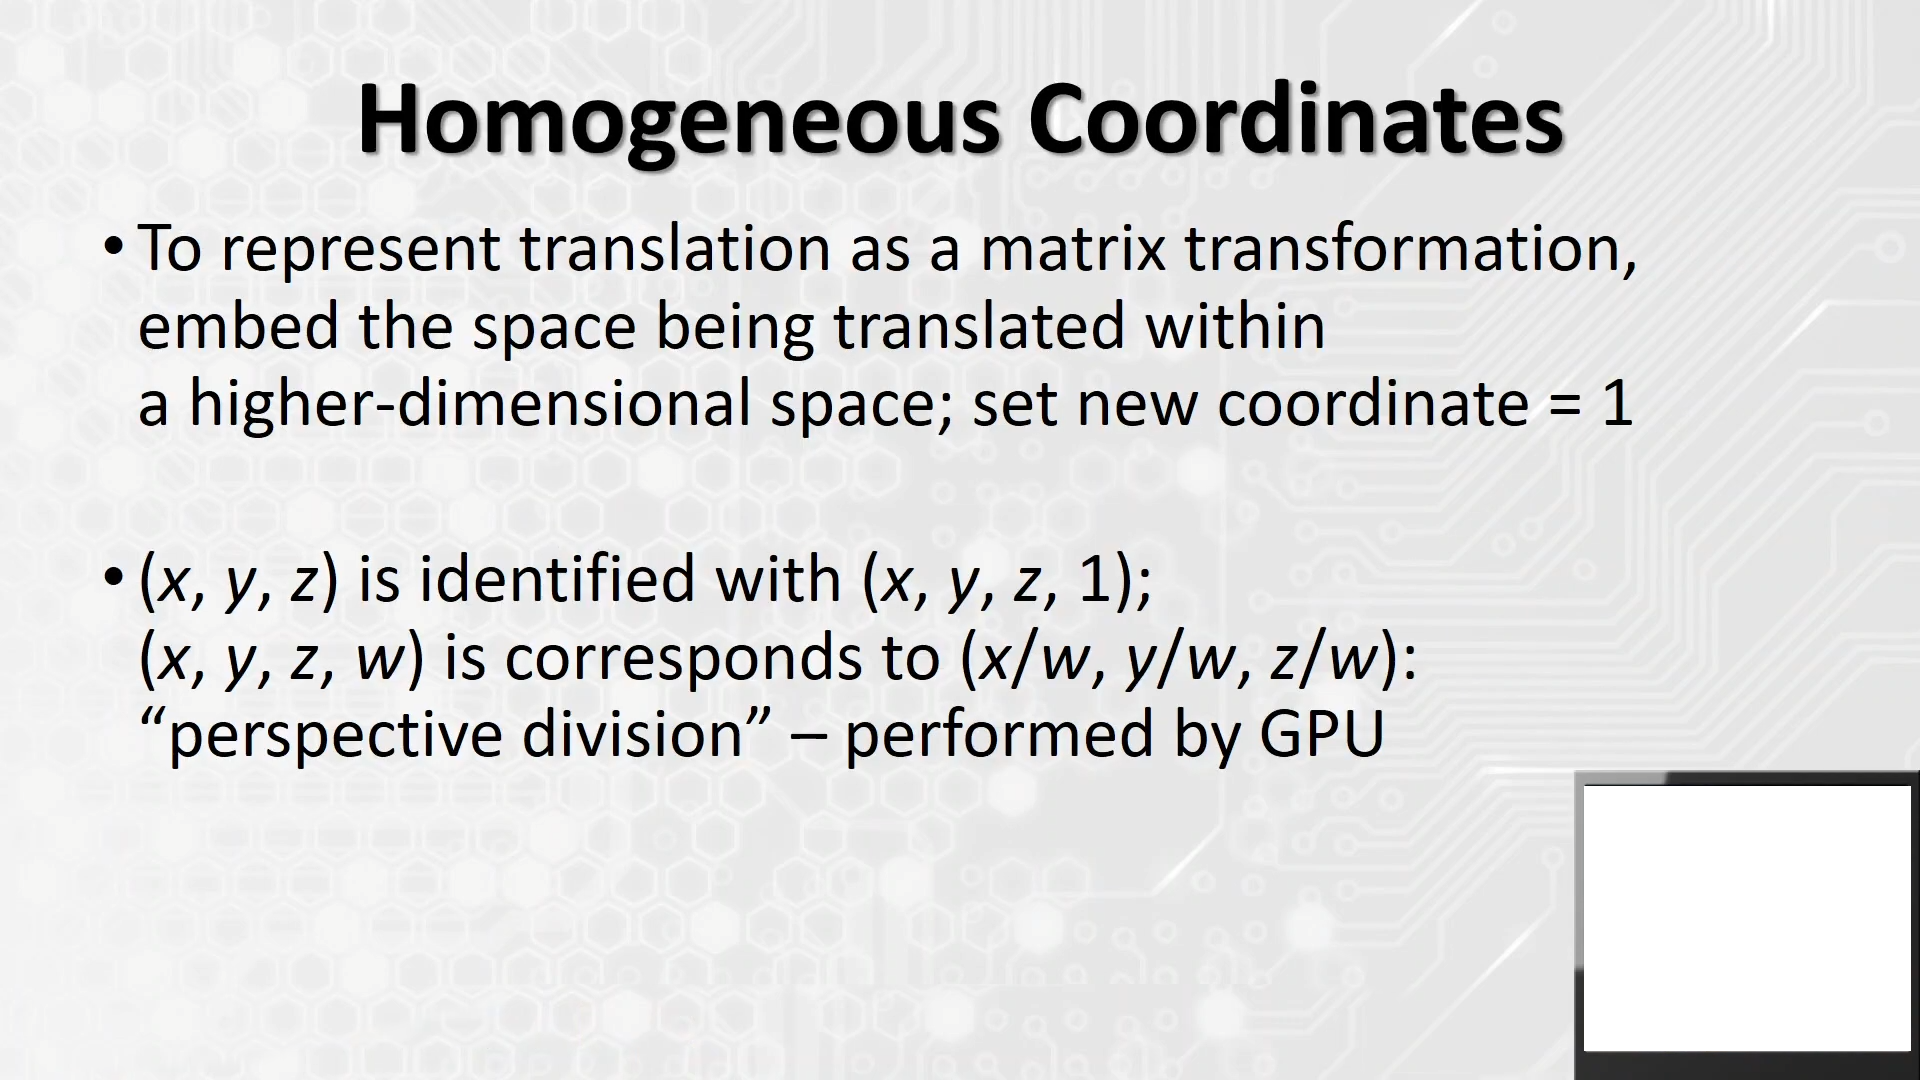 Homogeneous Coordinates
• To represent translation as a matrix transformation,
embed the space being translated within
a higher-dimensional space; set new coordinate = 1
• (x, y, z) is identified with (x, y, z, 1);
(x, y, z, w) is corresponds to (x/w, y/w, z/w):
“perspective division” – performed by GPU